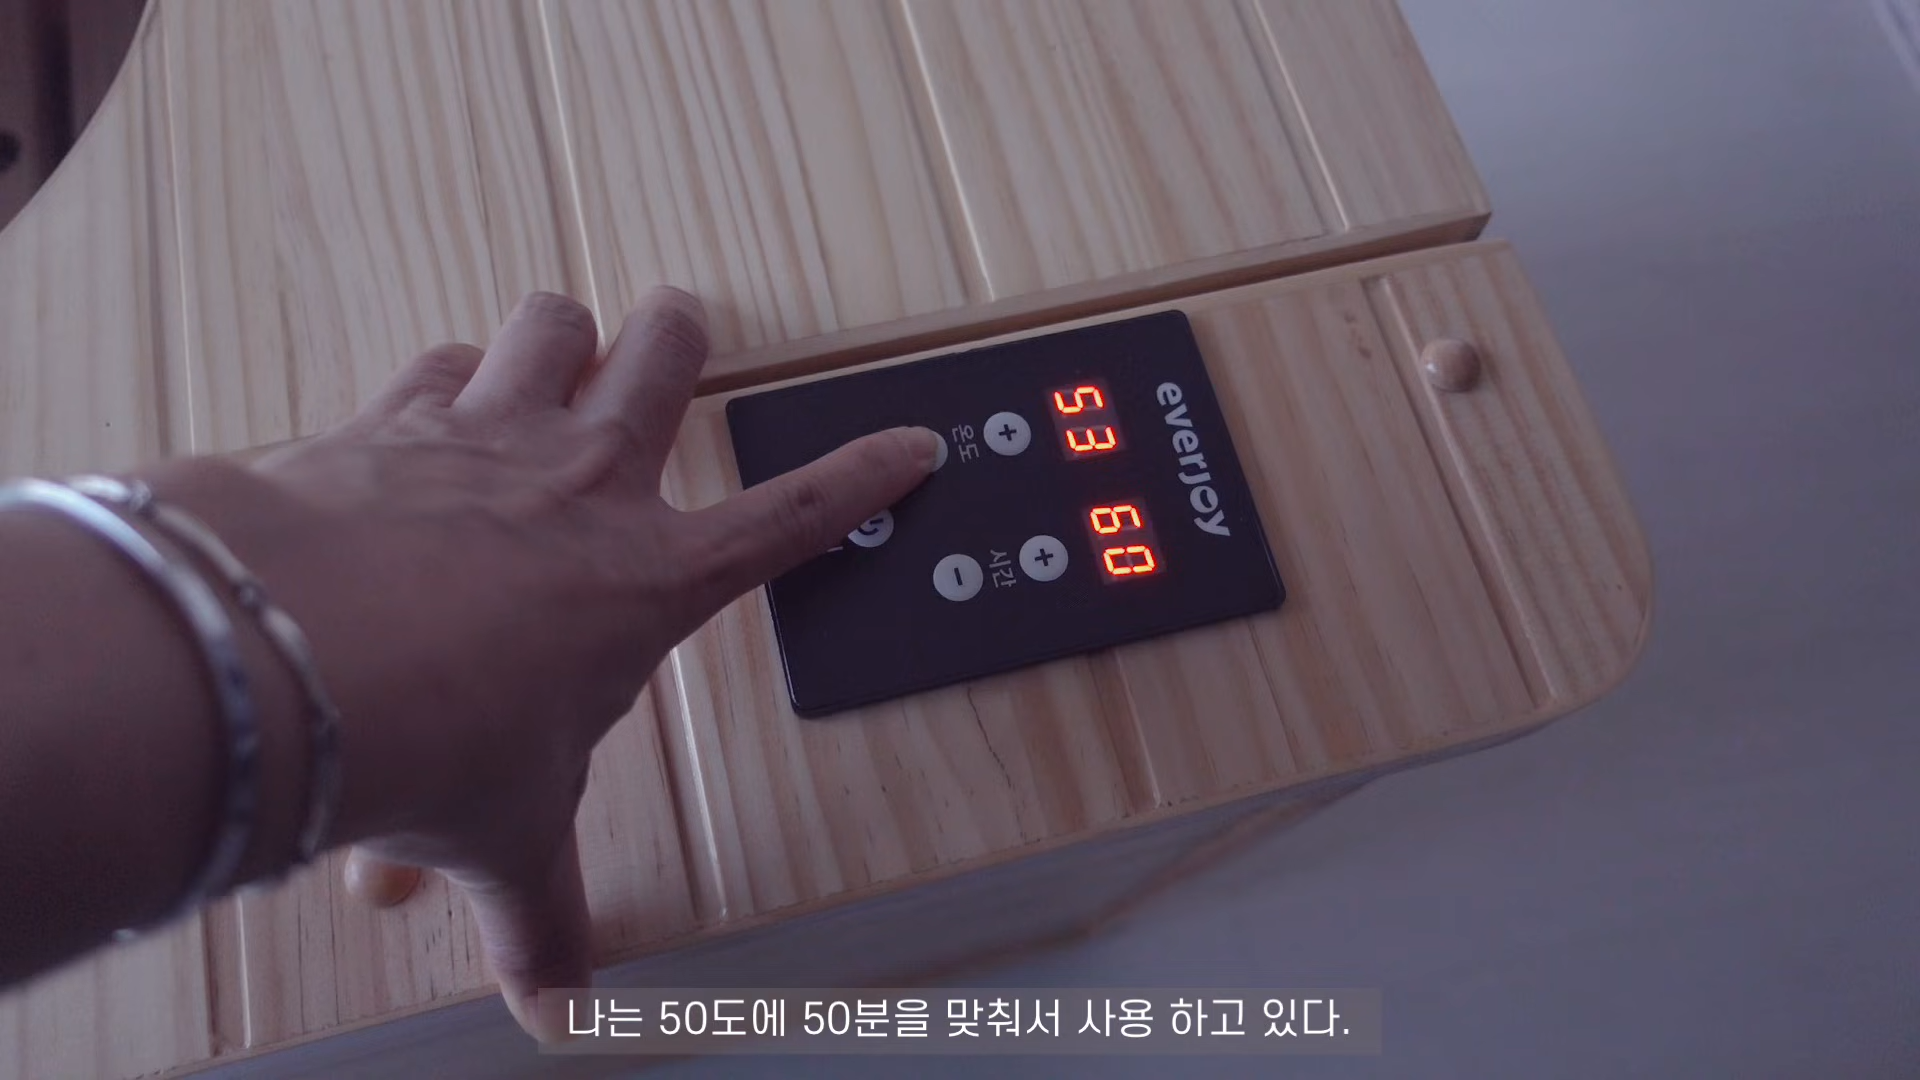 everjoy
53
60
+
온도
+
시간
-
나는 50도에 50분을 맞춰서 사용 하고 있다.